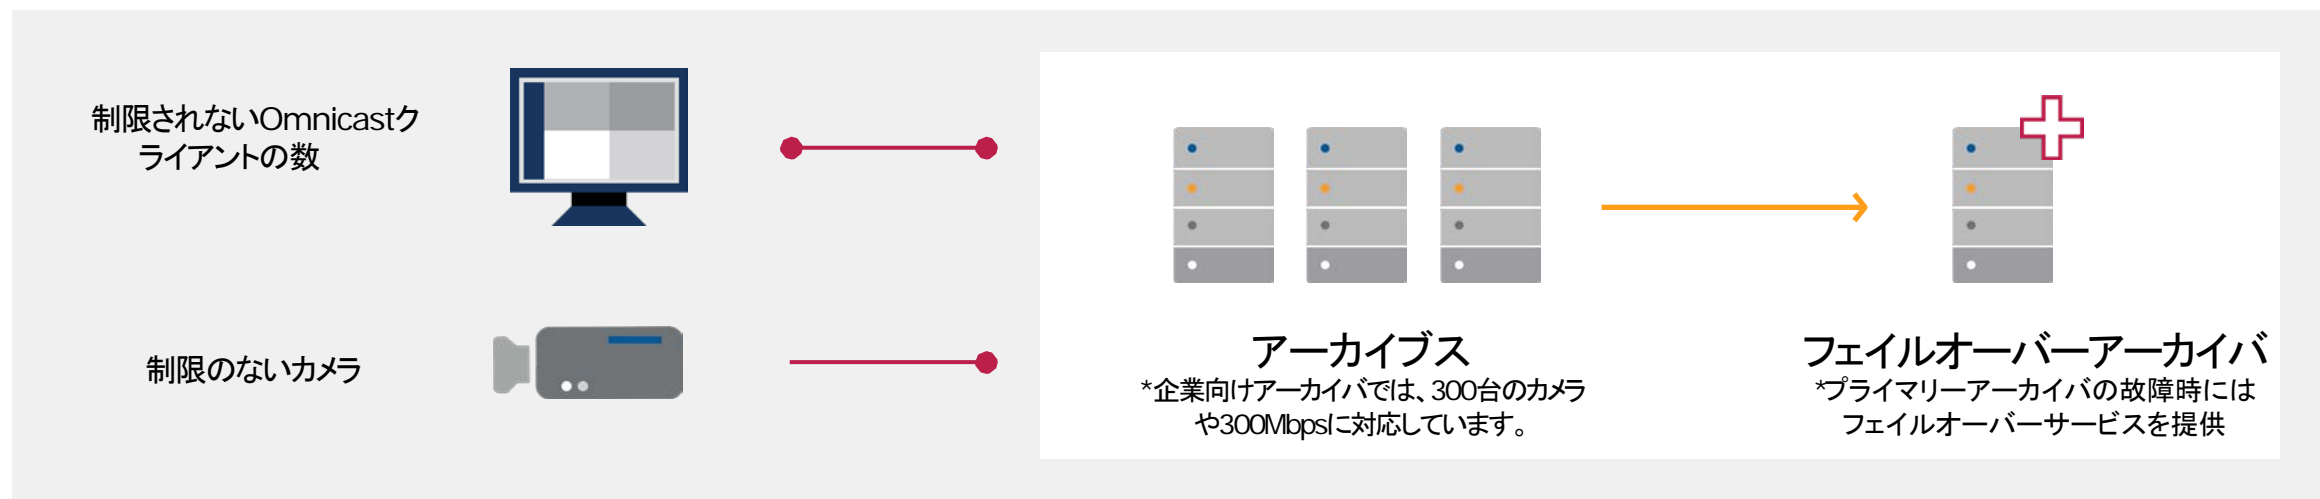 制限されないOmnicastク
ライアントの数
制限のないカメラ
アーカイブス
*企業向けアーカイバでは、300台のカメラ
や300Mbpsに対応しています。
フェイルオーバーアーカイバ
*プライマリーアーカイバの故障時には
フェイルオーバーサービスを提供